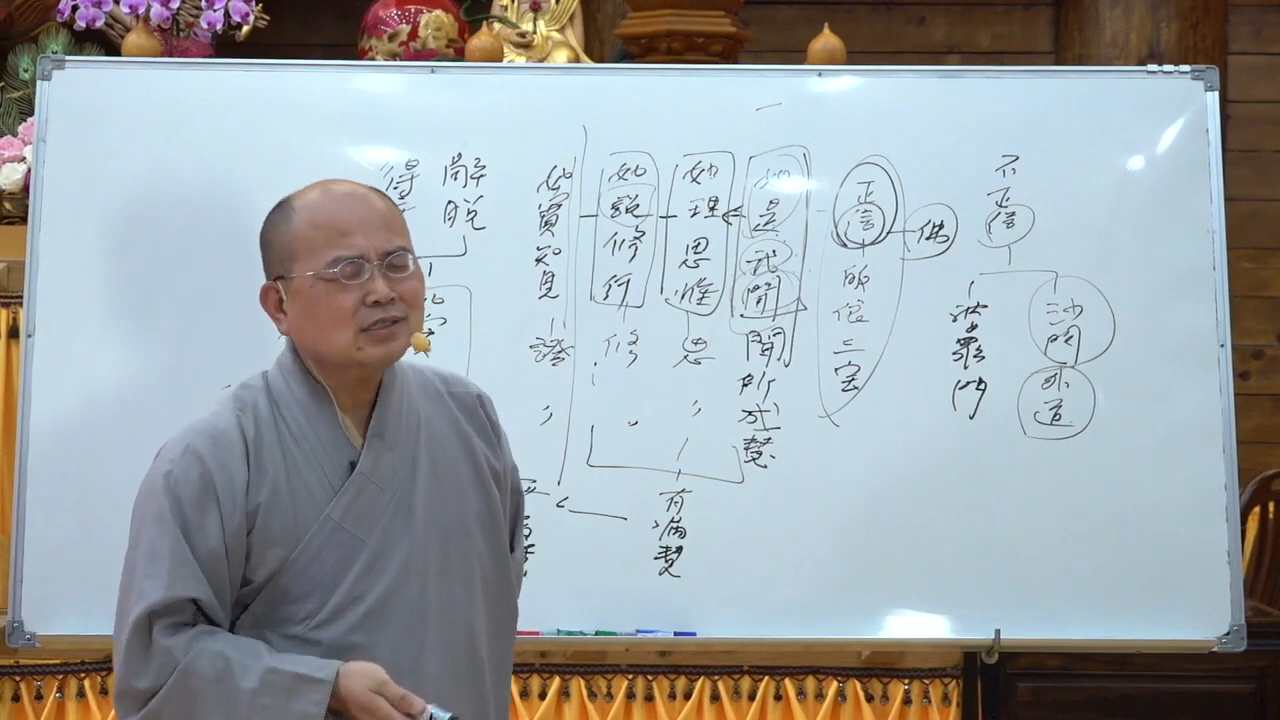 不正信
沙門
外道
波羅門
佛
正信
所信三宝
如是我聞
聞所成慧
如理思惟
思
〃
有漏慧
如說修行
修
〃
如實知見
證
〃
解脫
得